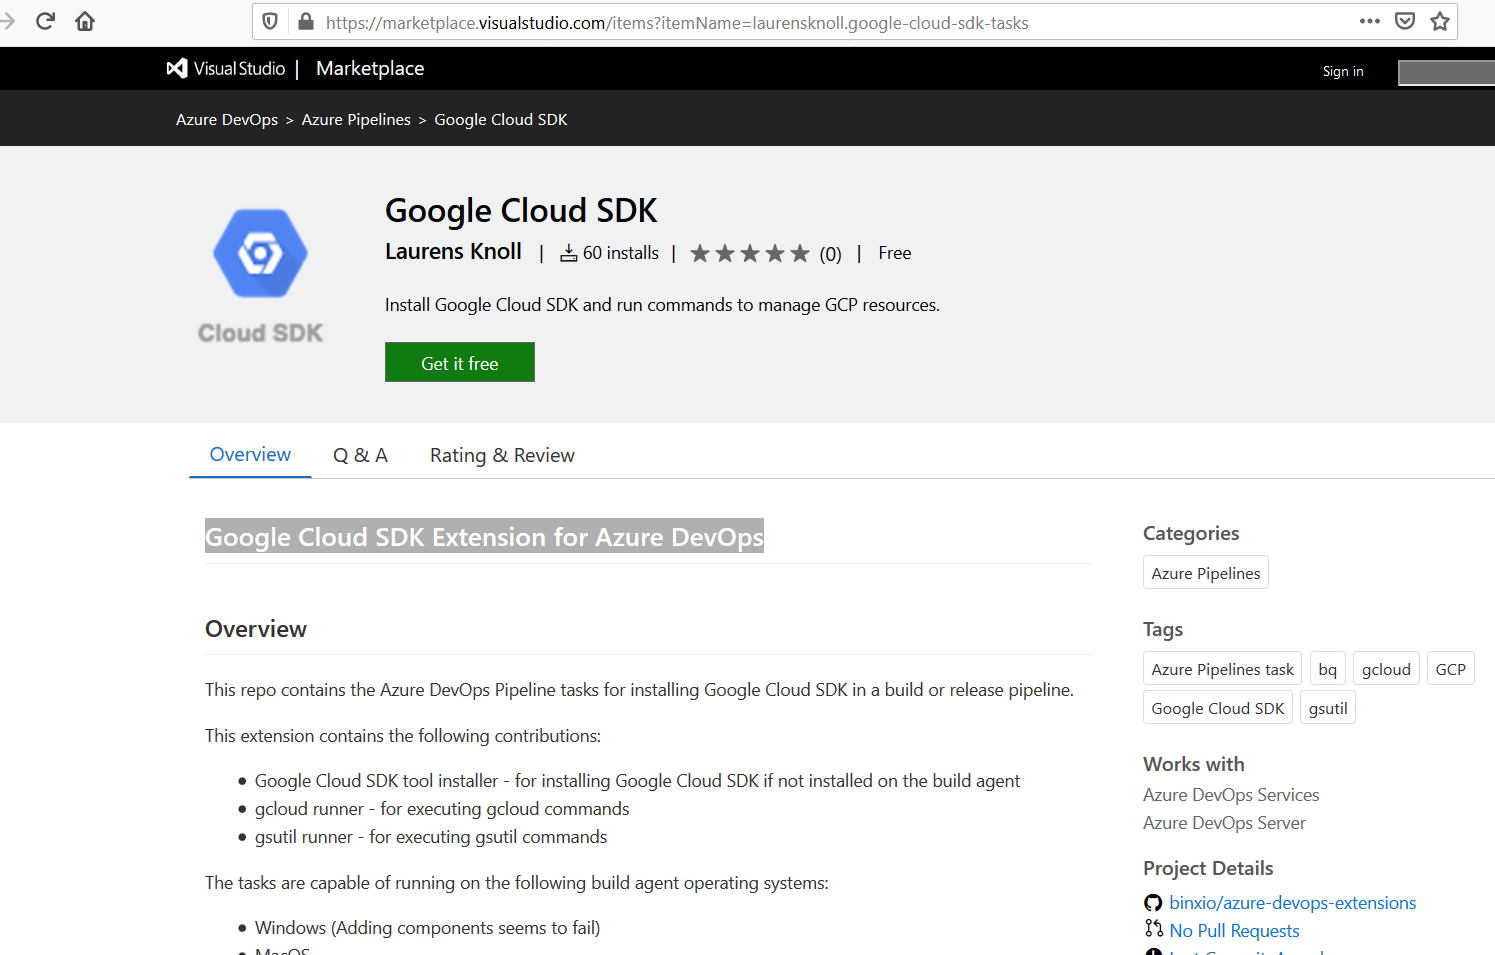 https://marketplace.visualstudio.com/items?itemName=laurensknoll.google-cloud-sdk-tasks
Visual Studio | Marketplace
Sign in
Azure DevOps > Azure Pipelines > Google Cloud SDK
Cloud SDK
Google Cloud SDK
Laurens Knoll | 60 installs | (0) | Free
Install Google Cloud SDK and run commands to manage GCP resources.
Get it free
Overview Q & A Rating & Review
Google Cloud SDK Extension for Azure DevOps
Overview
This repo contains the Azure DevOps Pipeline tasks for installing Google Cloud SDK in a build or release pipeline.
This extension contains the following contributions:
• Google Cloud SDK tool installer - for installing Google Cloud SDK if not installed on the build agent
• gcloud runner - for executing gcloud commands
• gsutil runner - for executing gsutil commands
The tasks are capable of running on the following build agent operating systems:
• Windows (Adding components seems to fail)
• MacOS
Categories
Azure Pipelines
Tags
Azure Pipelines task bq gcloud GCP
Google Cloud SDK gsutil
Works with
Azure DevOps Services
Azure DevOps Server
Project Details
binxio/azure-devops-extensions
No Pull Requests